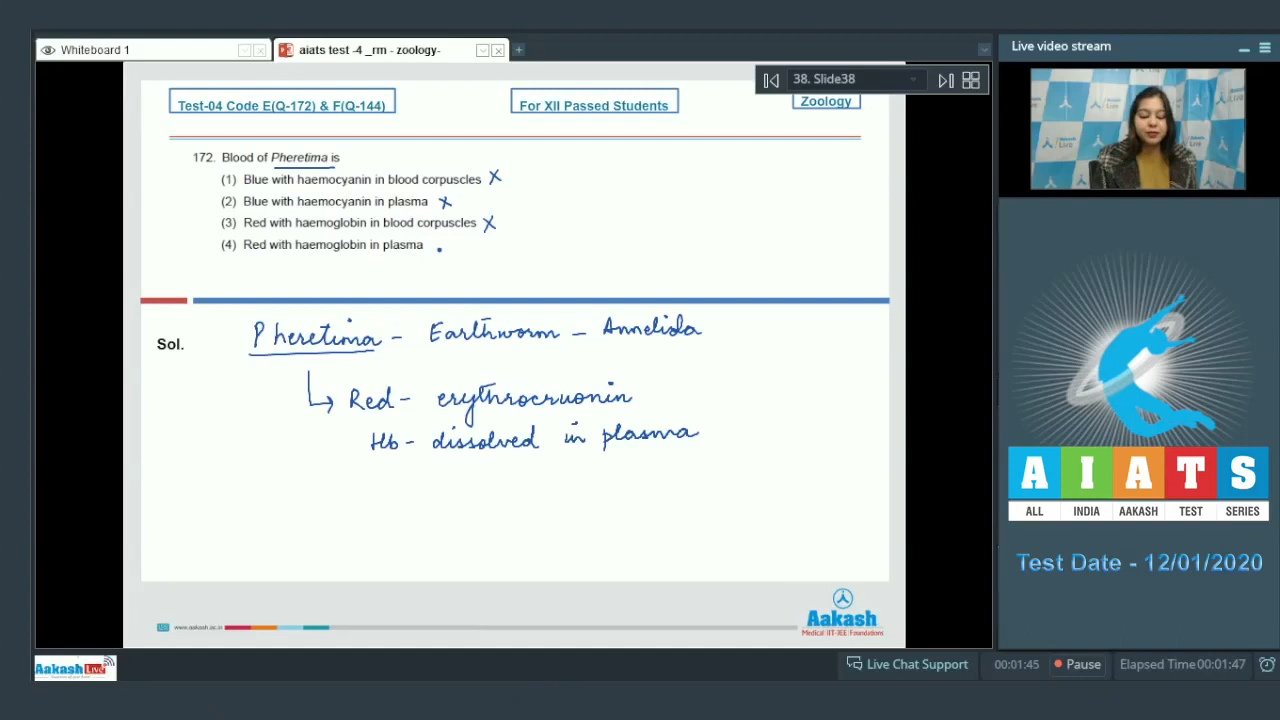 Whiteboard 1
aiats test -4 _rm - zoology-
Live video stream
38. Slide38
Test-04 Code E(Q-172) & F(Q-144)
For XII Passed Students
Zoology
172. Blood of Pheretima is
(1) Blue with haemocyanin in blood corpuscles
(2) Blue with haemocyanin in plasma
(3) Red with haemoglobin in blood corpuscles
(4) Red with haemoglobin in plasma
Sol.
Pheretima - Earthworm - Annelida
Red - erythrocruonin
Hb - dissolved in plasma
A I A T S
ALL INDIA AAKASH TEST SERIES
Test Date - 12/01/2020
www.aakash.ac.in
Aakash
Medical|IIT-JEE|Foundations
Aakash Live
Live Chat Support
00:01:45
Pause
Elapsed Time 00:01:47